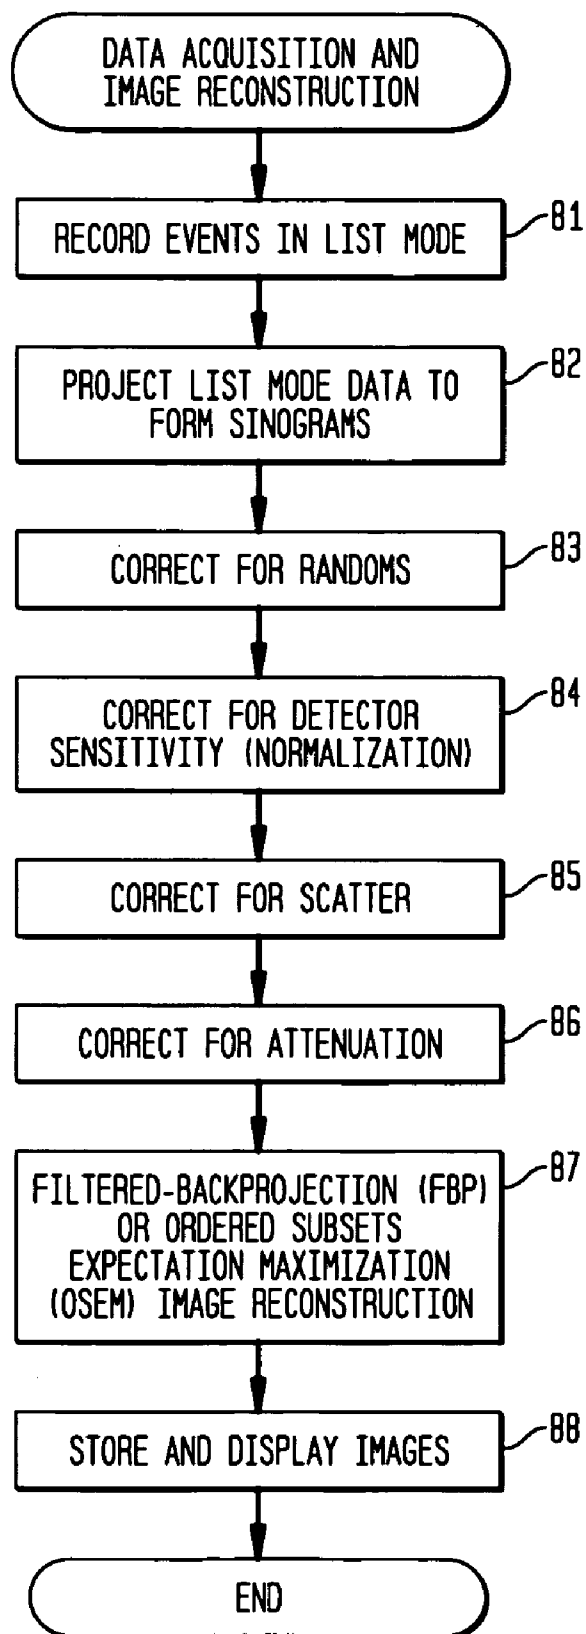 DATA ACQUISITION AND
IMAGE RECONSTRUCTION
RECORD EVENTS IN LIST MODE
81
PROJECT LIST MODE DATA TO
FORM SINOGRAMS
82
CORRECT FOR RANDOMS
83
CORRECT FOR DETECTOR
SENSITIVITY (NORMALIZATION)
84
CORRECT FOR SCATTER
85
CORRECT FOR ATTENUATION
86
FILTERED-BACKPROJECTION (FBP)
OR ORDERED SUBSETS
EXPECTATION MAXIMIZATION
(OSEM) IMAGE RECONSTRUCTION
87
STORE AND DISPLAY IMAGES
88
END